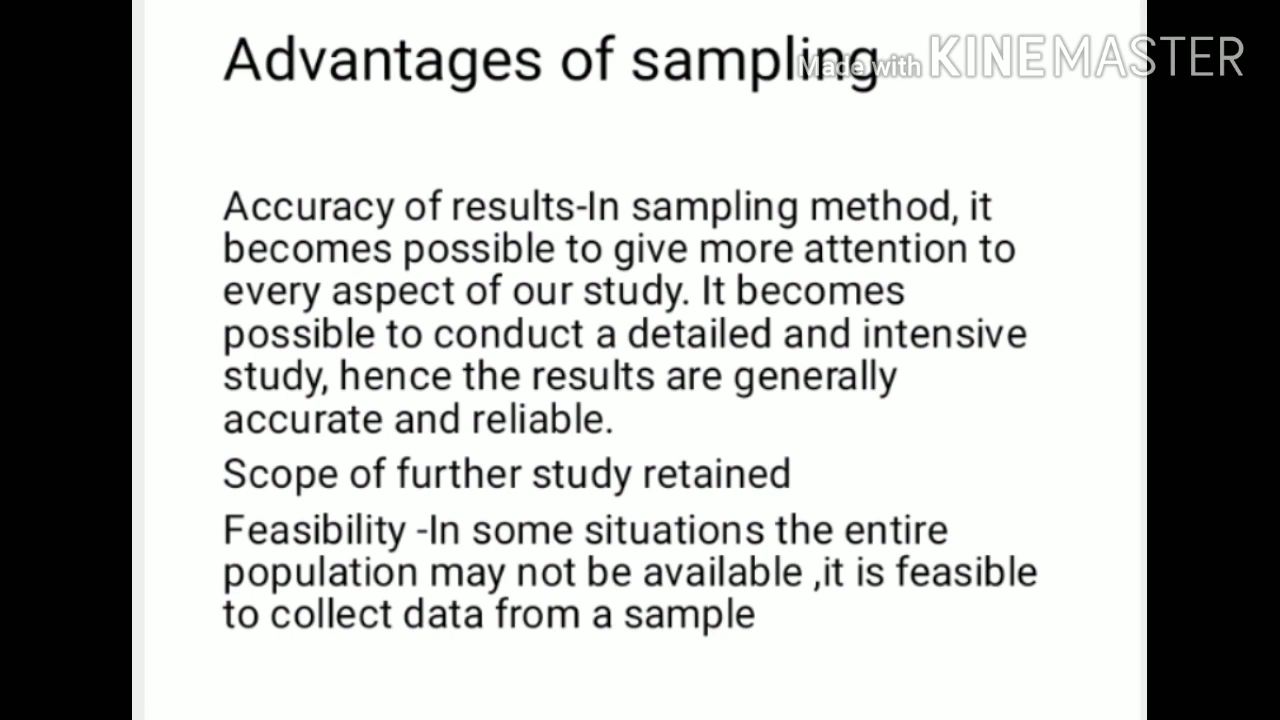 Advantages of sampling
Made with KINEMASTER
Accuracy of results-In sampling method, it
becomes possible to give more attention to
every aspect of our study. It becomes
possible to conduct a detailed and intensive
study, hence the results are generally
accurate and reliable.
Scope of further study retained
Feasibility -In some situations the entire
population may not be available ,it is feasible
to collect data from a sample